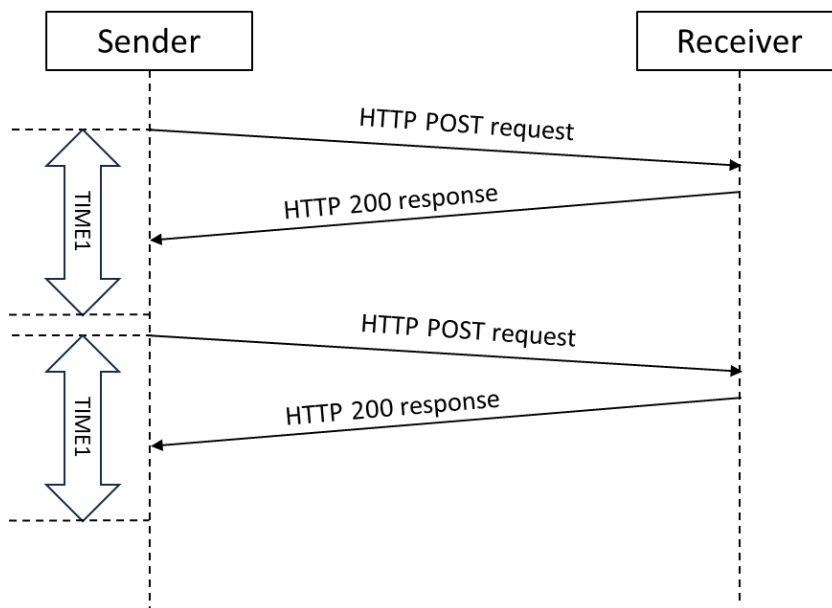 Sender
Receiver
HTTP POST request
TIME1
HTTP 200 response
HTTP POST request
TIME1
HTTP 200 response